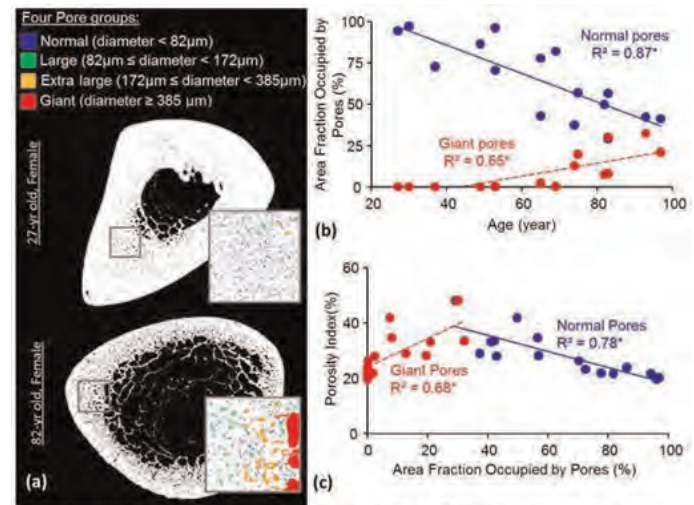 Four Pore groups:
Normal (diameter < 82µm)
Large (82µm ≤ diameter < 172µm)
Extra large (172µm ≤ diameter < 385µm)
Giant (diameter ≥ 385 µm)
27-yr old, Female
82-yr old, Female
(a)
Area Fraction Occupied by
Pores (%)
100
75
50
25
0
20
40
60
80
100
Age (year)
Normal pores
R² = 0.87*
Giant pores
R² = 0.65*
(b)
Porosity Index(%)
60
40
20
0
0
20
40
60
80
100
Area Fraction Occupied by Pores (%)
Normal Pores
R² = 0.78*
Giant Pores
R² = 0.68*
(c)